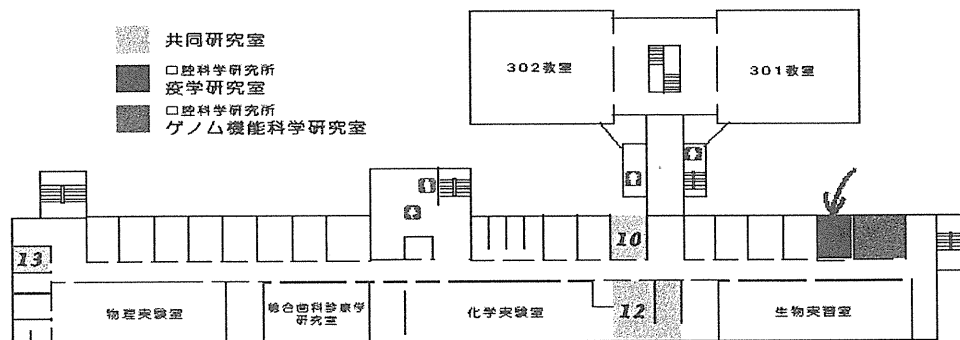 共同研究室
口腔科学研究所
疫学研究室
口腔科学研究所
ゲノム機能科学研究室
302教室
301教室
10
13
12
物理実験室
総合歯科診療学
研究室
化学実験室
生物実習室